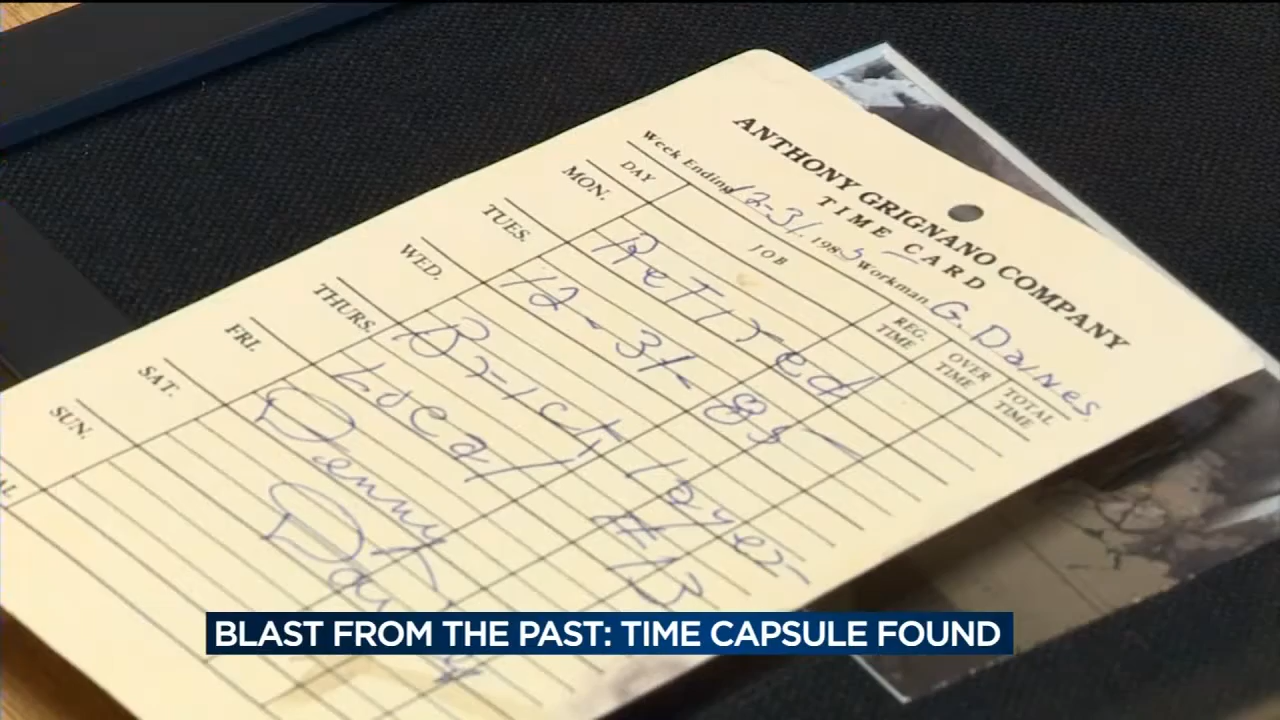 ANTHONY GRIGNANO COMPANY
TIME CARD
Week Ending 12-31, 1985 Workman G. Daines
DAY JOB REG. TIME OVER TIME TOTAL TIME
MON. ReTired
TUES. 12-31-85-
WED. Brick layer
THURS. Local #13
FRI. Denny
SAT.
SUN.
BLAST FROM THE PAST: TIME CAPSULE FOUND